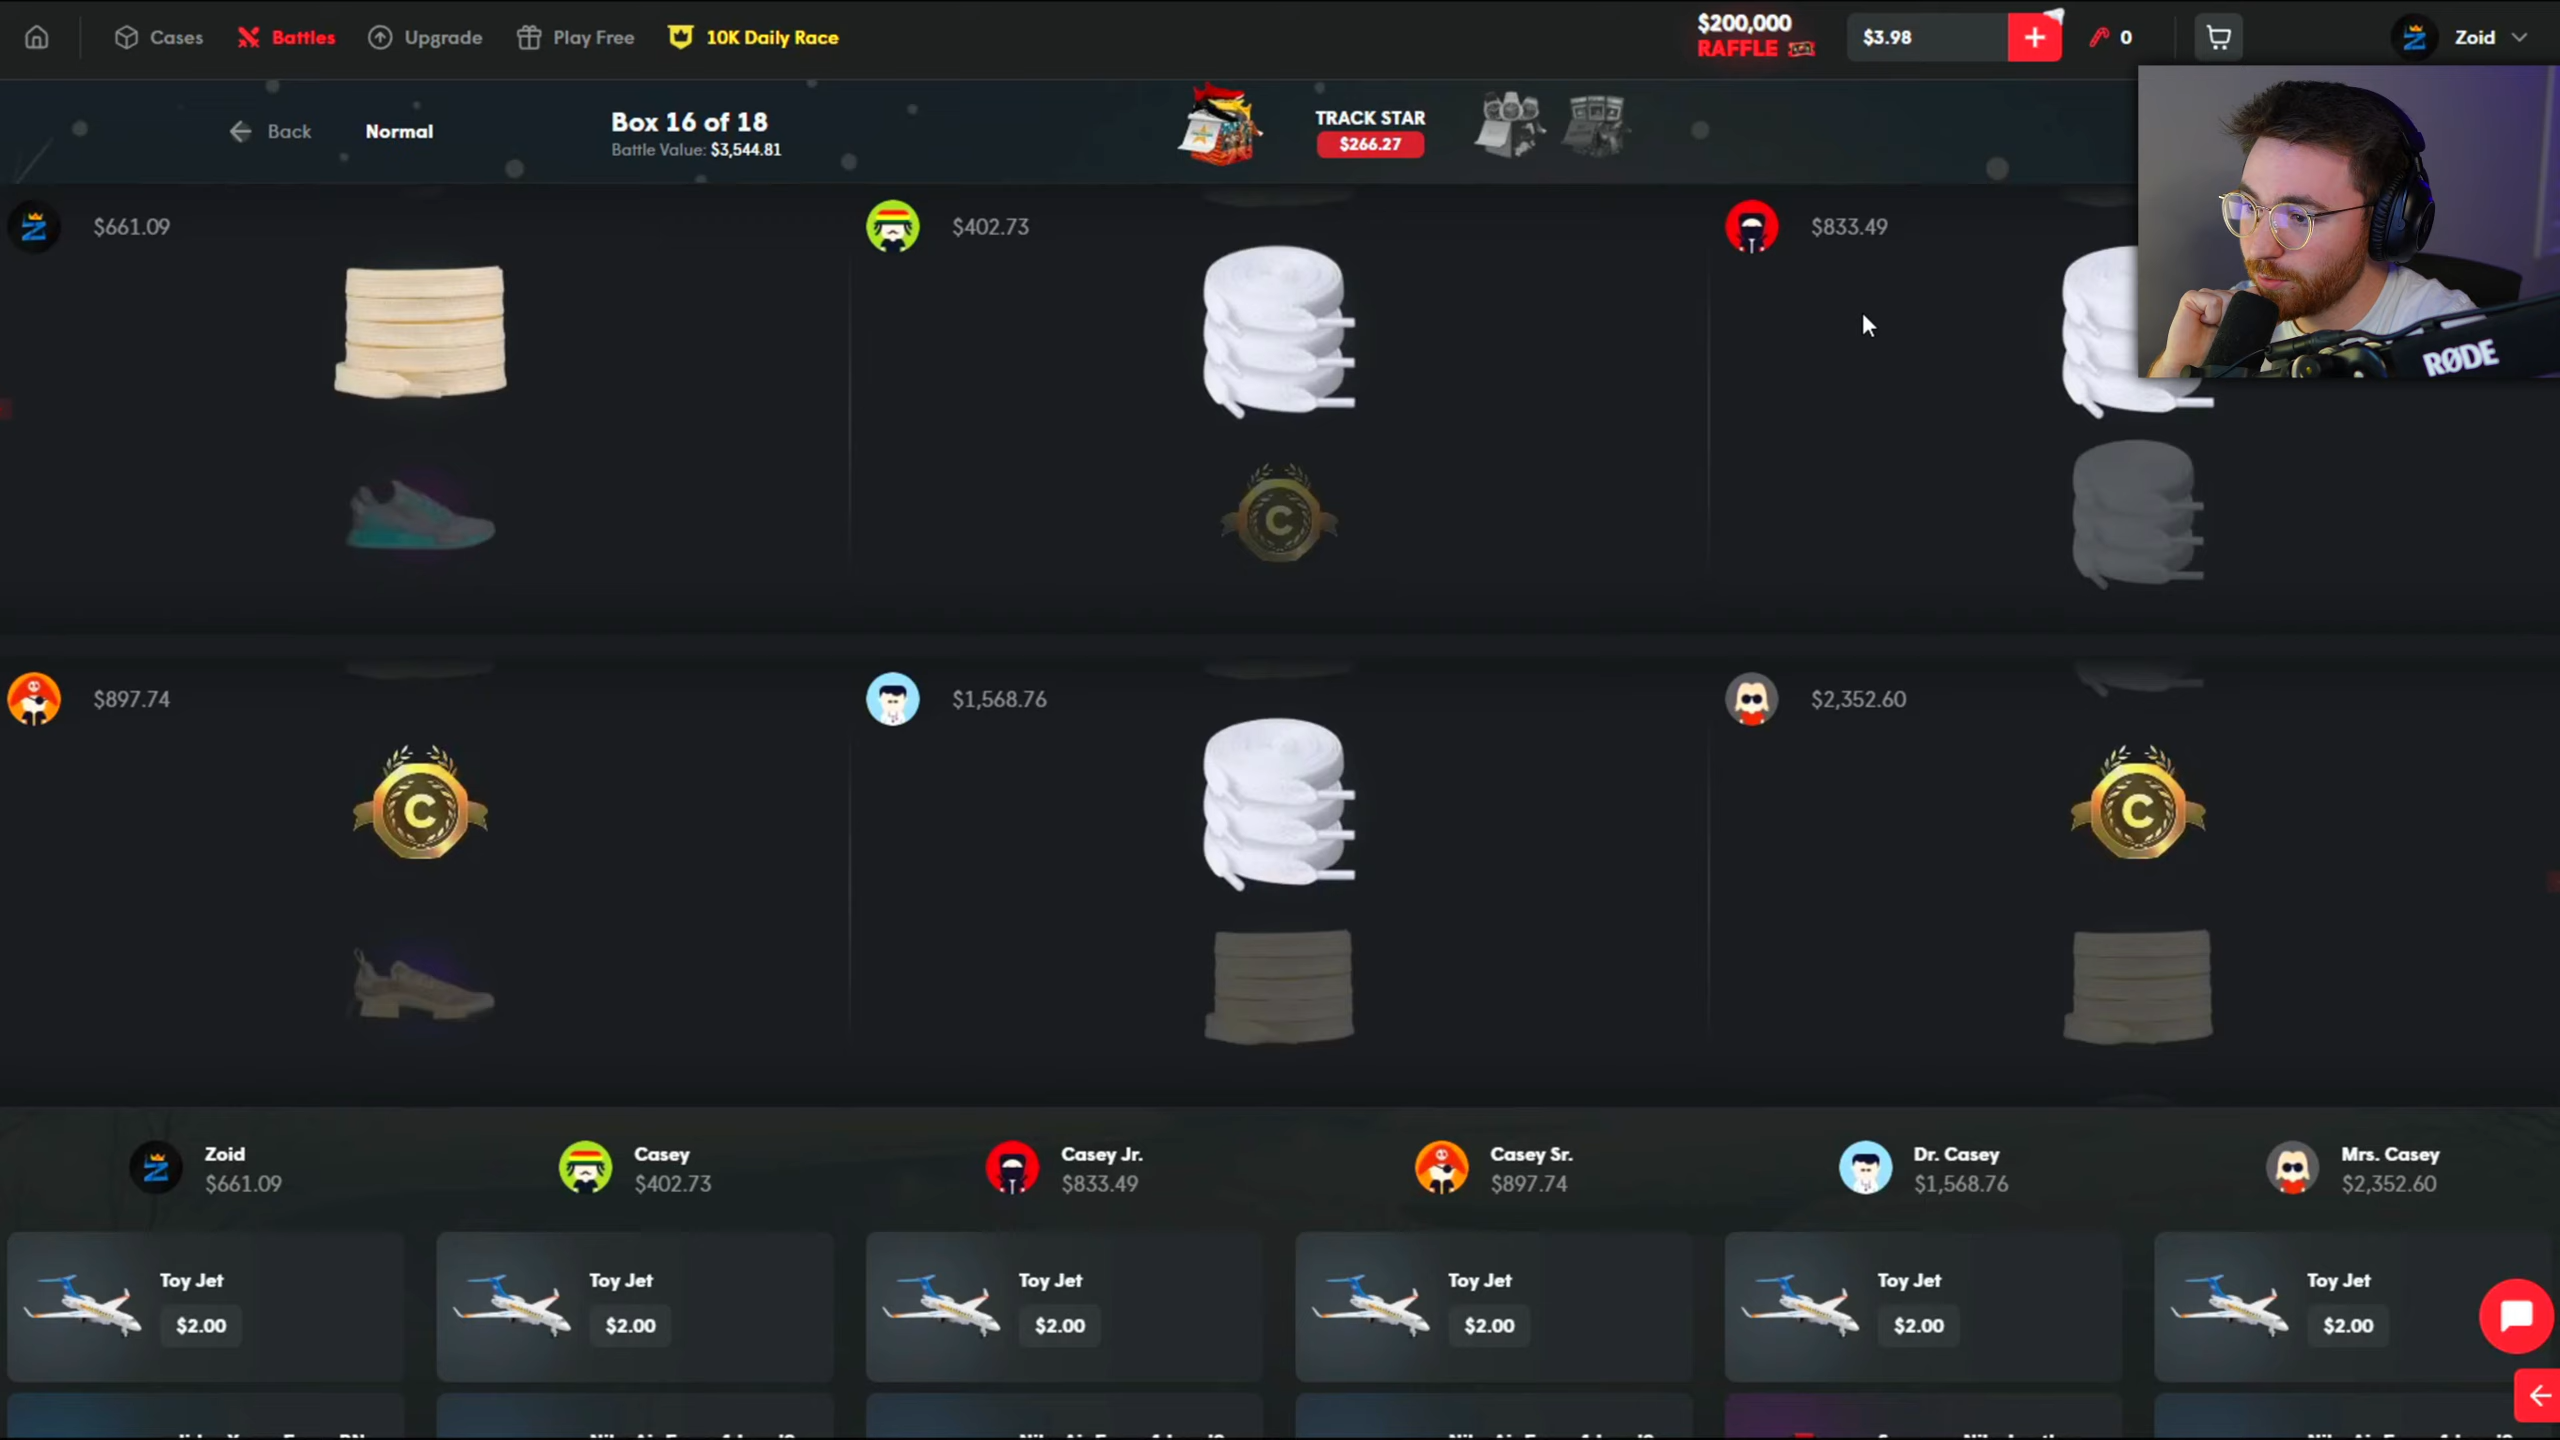 Cases
Battles
Upgrade
Play Free
10K Daily Race
$200,000
RAFFLE
$3.98
0
Zoid
Back
Normal
Box 16 of 18
Battle Value: $3,544.81
TRACK STAR
$266.27
$661.09
$402.73
$833.49
RØDE
C
$897.74
$1,568.76
$2,352.60
C
C
Zoid
$661.09
Casey
$402.73
Casey Jr.
$833.49
Casey Sr.
$897.74
Dr. Casey
$1,568.76
Mrs. Casey
$2,352.60
Toy Jet
$2.00
Toy Jet
$2.00
Toy Jet
$2.00
Toy Jet
$2.00
Toy Jet
$2.00
Toy Jet
$2.00